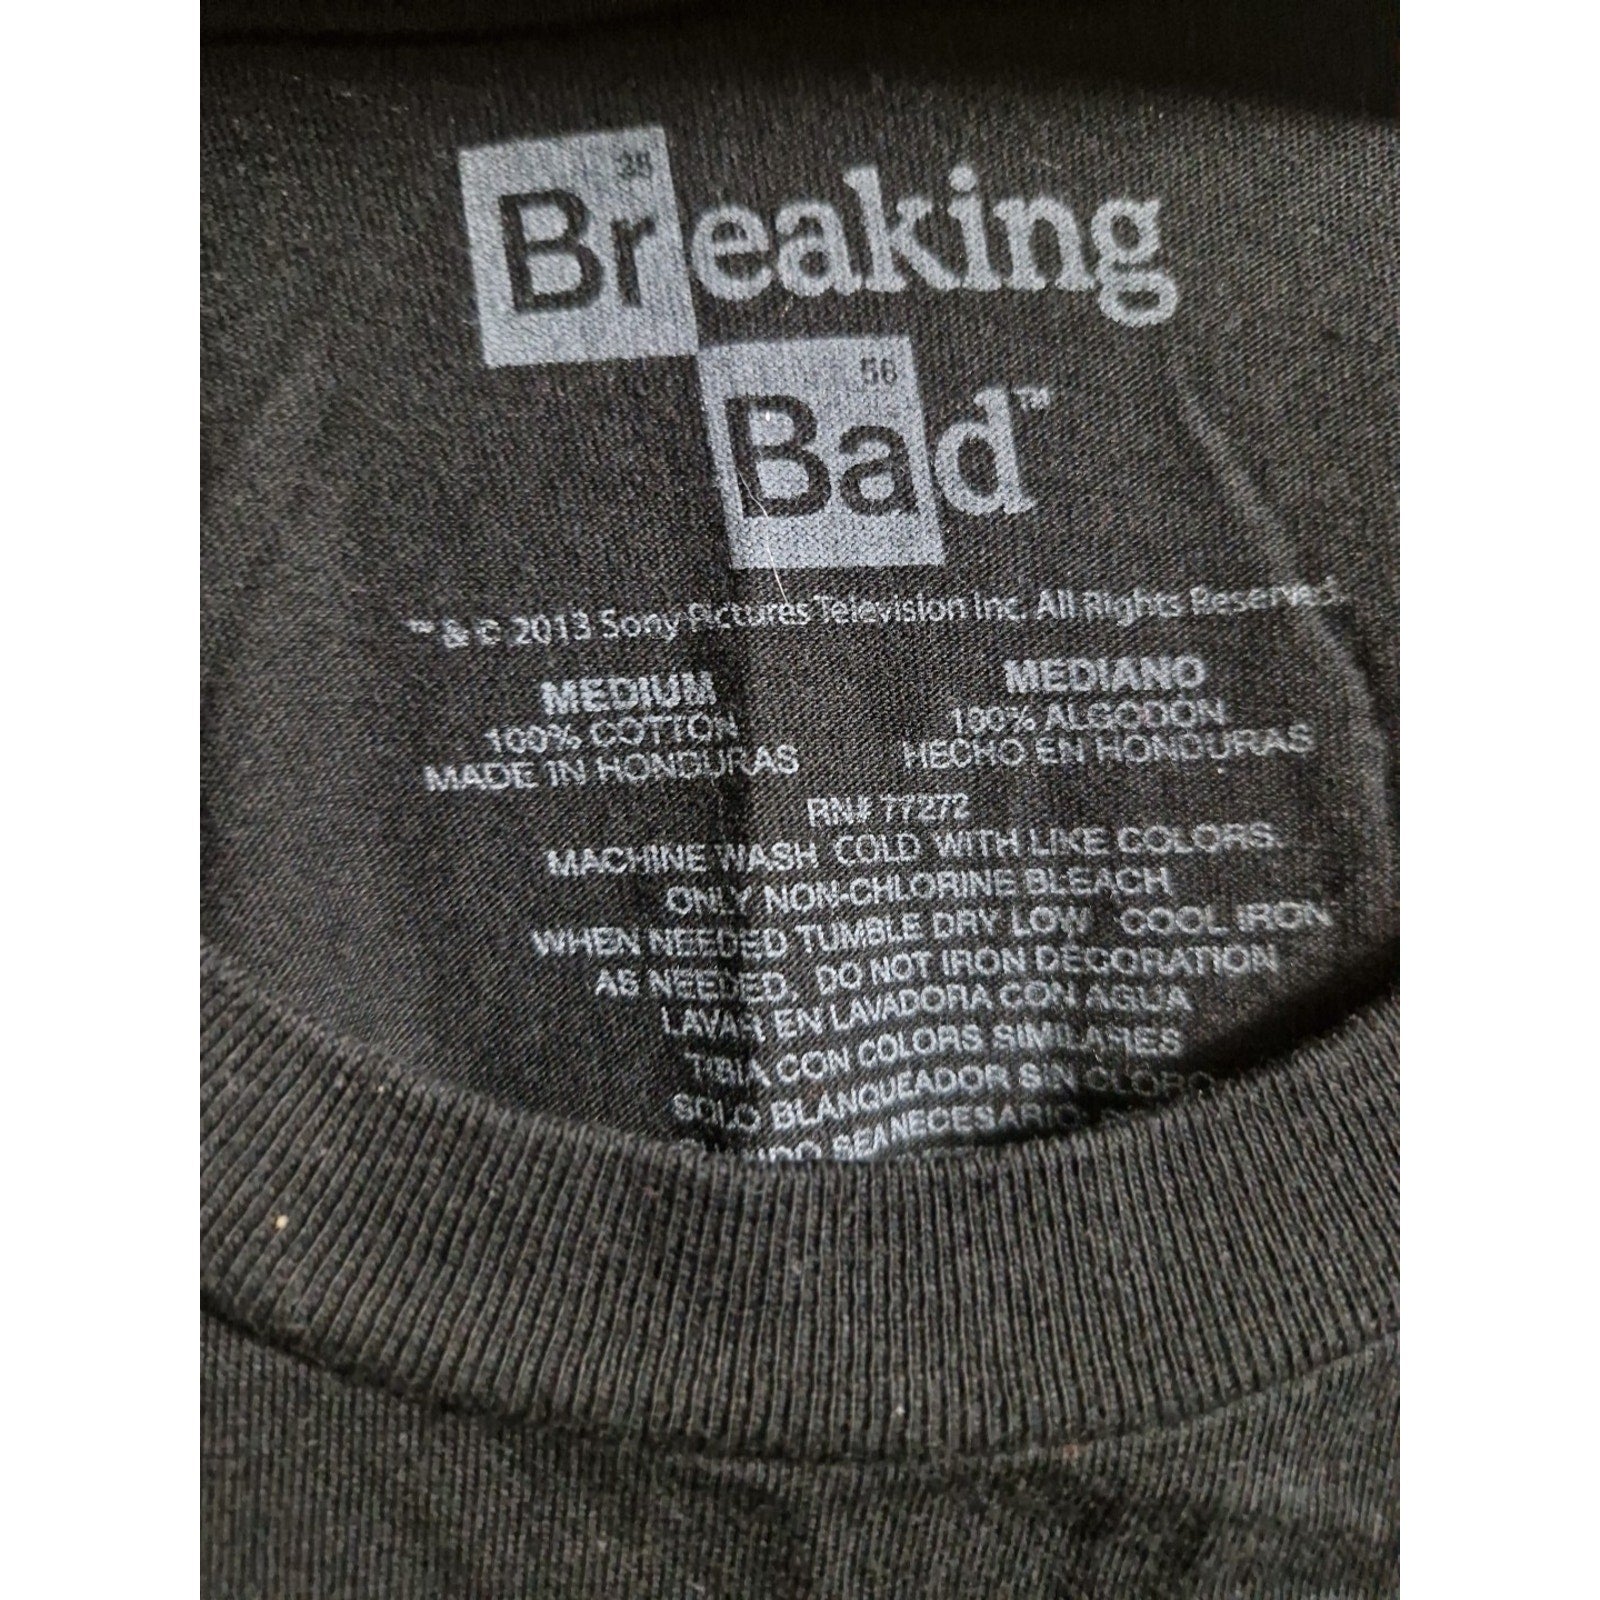 35
Breaking
56
Bad™
™ & © 2013 Sony Pictures Television Inc. All Rights Reserved.
MEDIUM
100% COTTON
MADE IN HONDURAS
MEDIANO
100% ALGODON
HECHO EN HONDURAS
RN# 77272
MACHINE WASH COLD WITH LIKE COLORS.
ONLY NON-CHLORINE BLEACH
WHEN NEEDED TUMBLE DRY LOW COOL IRON
AS NEEDED. DO NOT IRON DECORATION
LAVAR EN LAVADORA CON AGUA
TIBIA CON COLORS SIMILARES
SOLO BLANQUEADOR SIN CLORO
SEANECESARIO